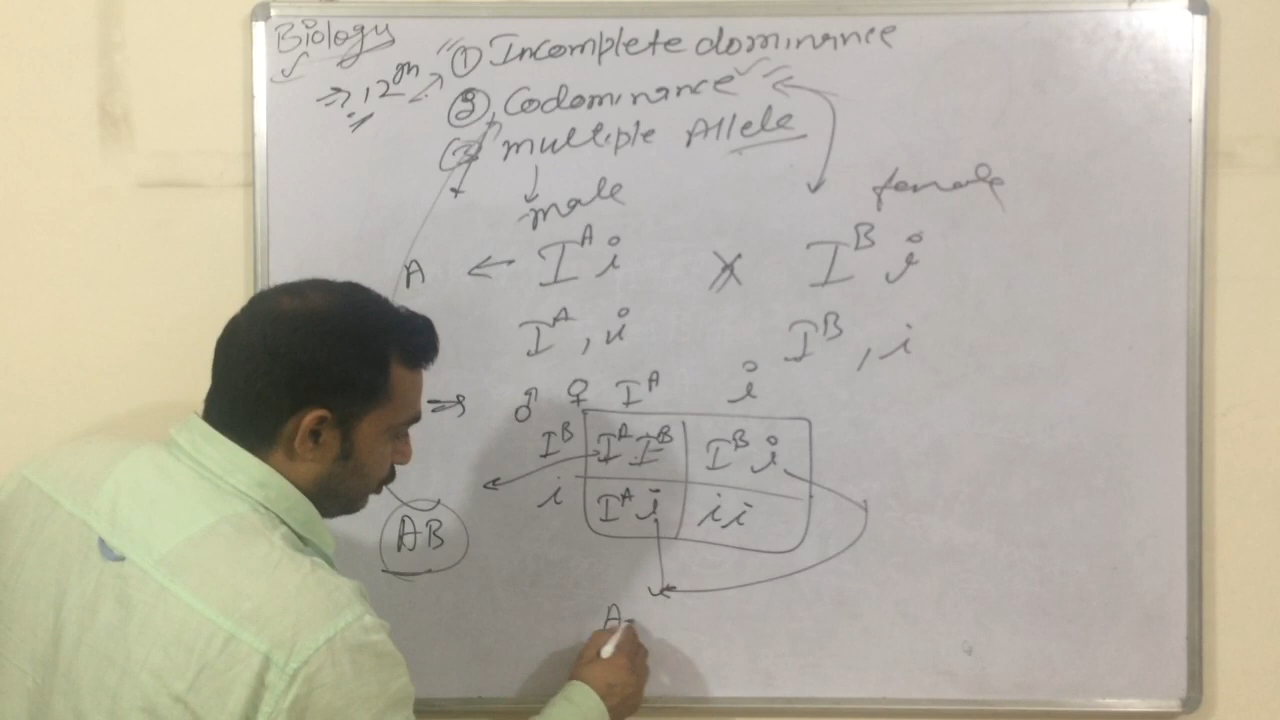 Biology
⇒ 12th
① Incomplete dominance
② Codominance
③ multiple Allele
male female
A ← I^A i × I^B i
I^A , i I^B , i
⇒ ♂ ♀ I^A i
I^B I^A I^B I^B i
i I^A i ii
AB
A